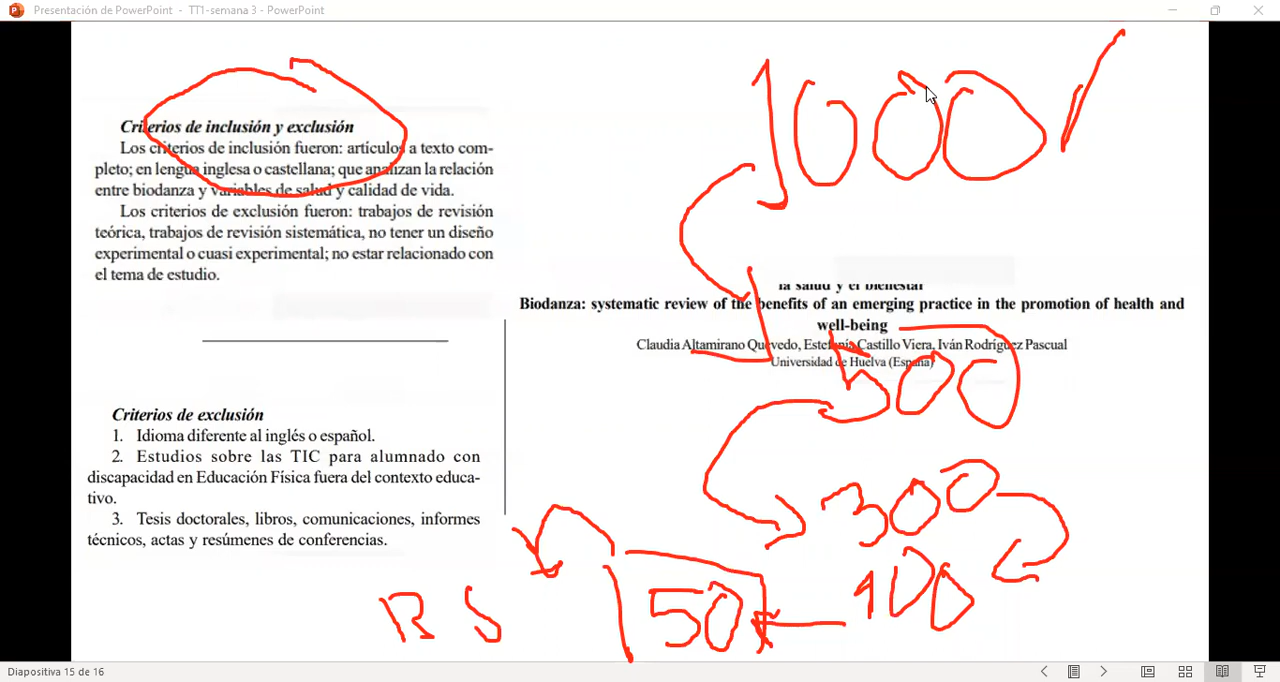 Presentación de PowerPoint - TT1-semana 3 - PowerPoint
Criterios de inclusión y exclusión
Los criterios de inclusión fueron: artículos a texto com-
pleto; en lengua inglesa o castellana; que analizan la relación
entre biodanza y variables de salud y calidad de vida.
Los criterios de exclusión fueron: trabajos de revisión
teórica, trabajos de revisión sistemática, no tener un diseño
experimental o cuasi experimental; no estar relacionado con
el tema de estudio.
Criterios de exclusión
1. Idioma diferente al inglés o español.
2. Estudios sobre las TIC para alumnado con
discapacidad en Educación Física fuera del contexto educa-
tivo.
3. Tesis doctorales, libros, comunicaciones, informes
técnicos, actas y resúmenes de conferencias.
1000
la salud y el bienestar
Biodanza: systematic review of the benefits of an emerging practice in the promotion of health and
well-being
Claudia Altamirano Quevedo, Estefanía Castillo Viera, Iván Rodríguez Pascual
Universidad de Huelva (España)
500
300
100
50
R S
Diapositiva 15 de 16